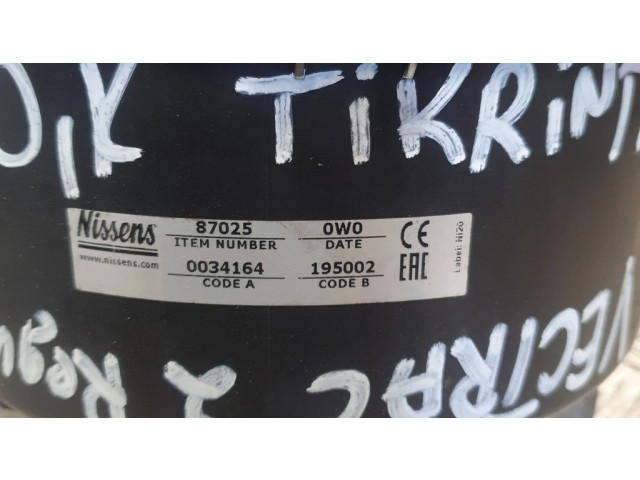 O,K TIKRINT
Nissens
www.nissens.com
87025
ITEM NUMBER
0W0
DATE
0034164
CODE A
195002
CODE B
CE
EAC
Label: Ni20
VECTRA C